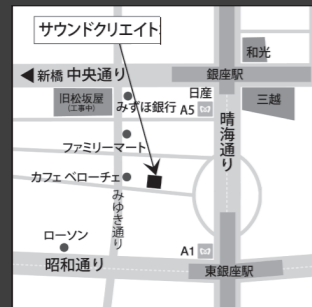 サウンドクリエイト
和光
◀新橋 中央通り
銀座駅
日産
旧松坂屋
(工事中)
みずほ銀行 A5
三越
晴海通り
ファミリーマート
カフェ ベローチェ
みゆき通り
ローソン
A1
昭和通り
東銀座駅